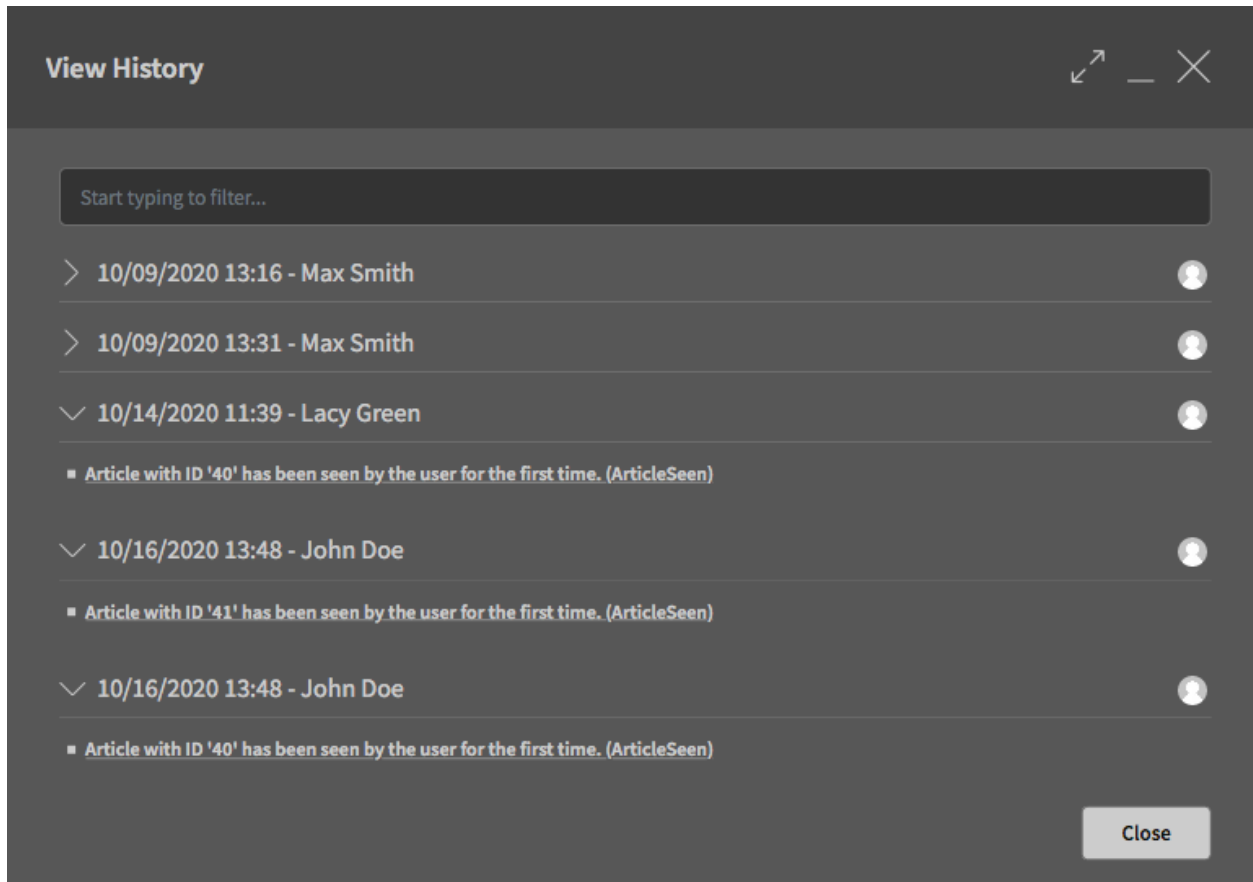 View History
Start typing to filter...
10/09/2020 13:16 - Max Smith
10/09/2020 13:31 - Max Smith
10/14/2020 11:39 - Lacy Green
Article with ID '40' has been seen by the user for the first time. (ArticleSeen)
10/16/2020 13:48 - John Doe
Article with ID '41' has been seen by the user for the first time. (ArticleSeen)
10/16/2020 13:48 - John Doe
Article with ID '40' has been seen by the user for the first time. (ArticleSeen)
Close